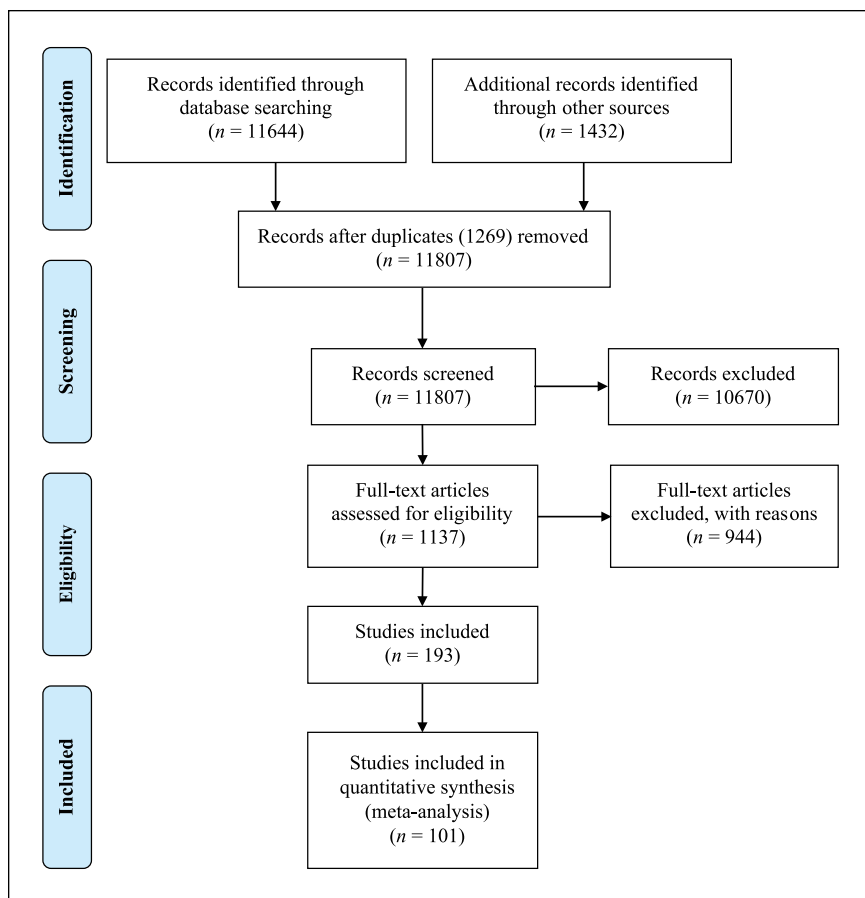 Identification
Records identified through
database searching
(n = 11644)
Additional records identified
through other sources
(n = 1432)
Records after duplicates (1269) removed
(n = 11807)
Screening
Records screened
(n = 11807)
Records excluded
(n = 10670)
Eligibility
Full-text articles
assessed for eligibility
(n = 1137)
Full-text articles
excluded, with reasons
(n = 944)
Studies included
(n = 193)
Included
Studies included in
quantitative synthesis
(meta-analysis)
(n = 101)